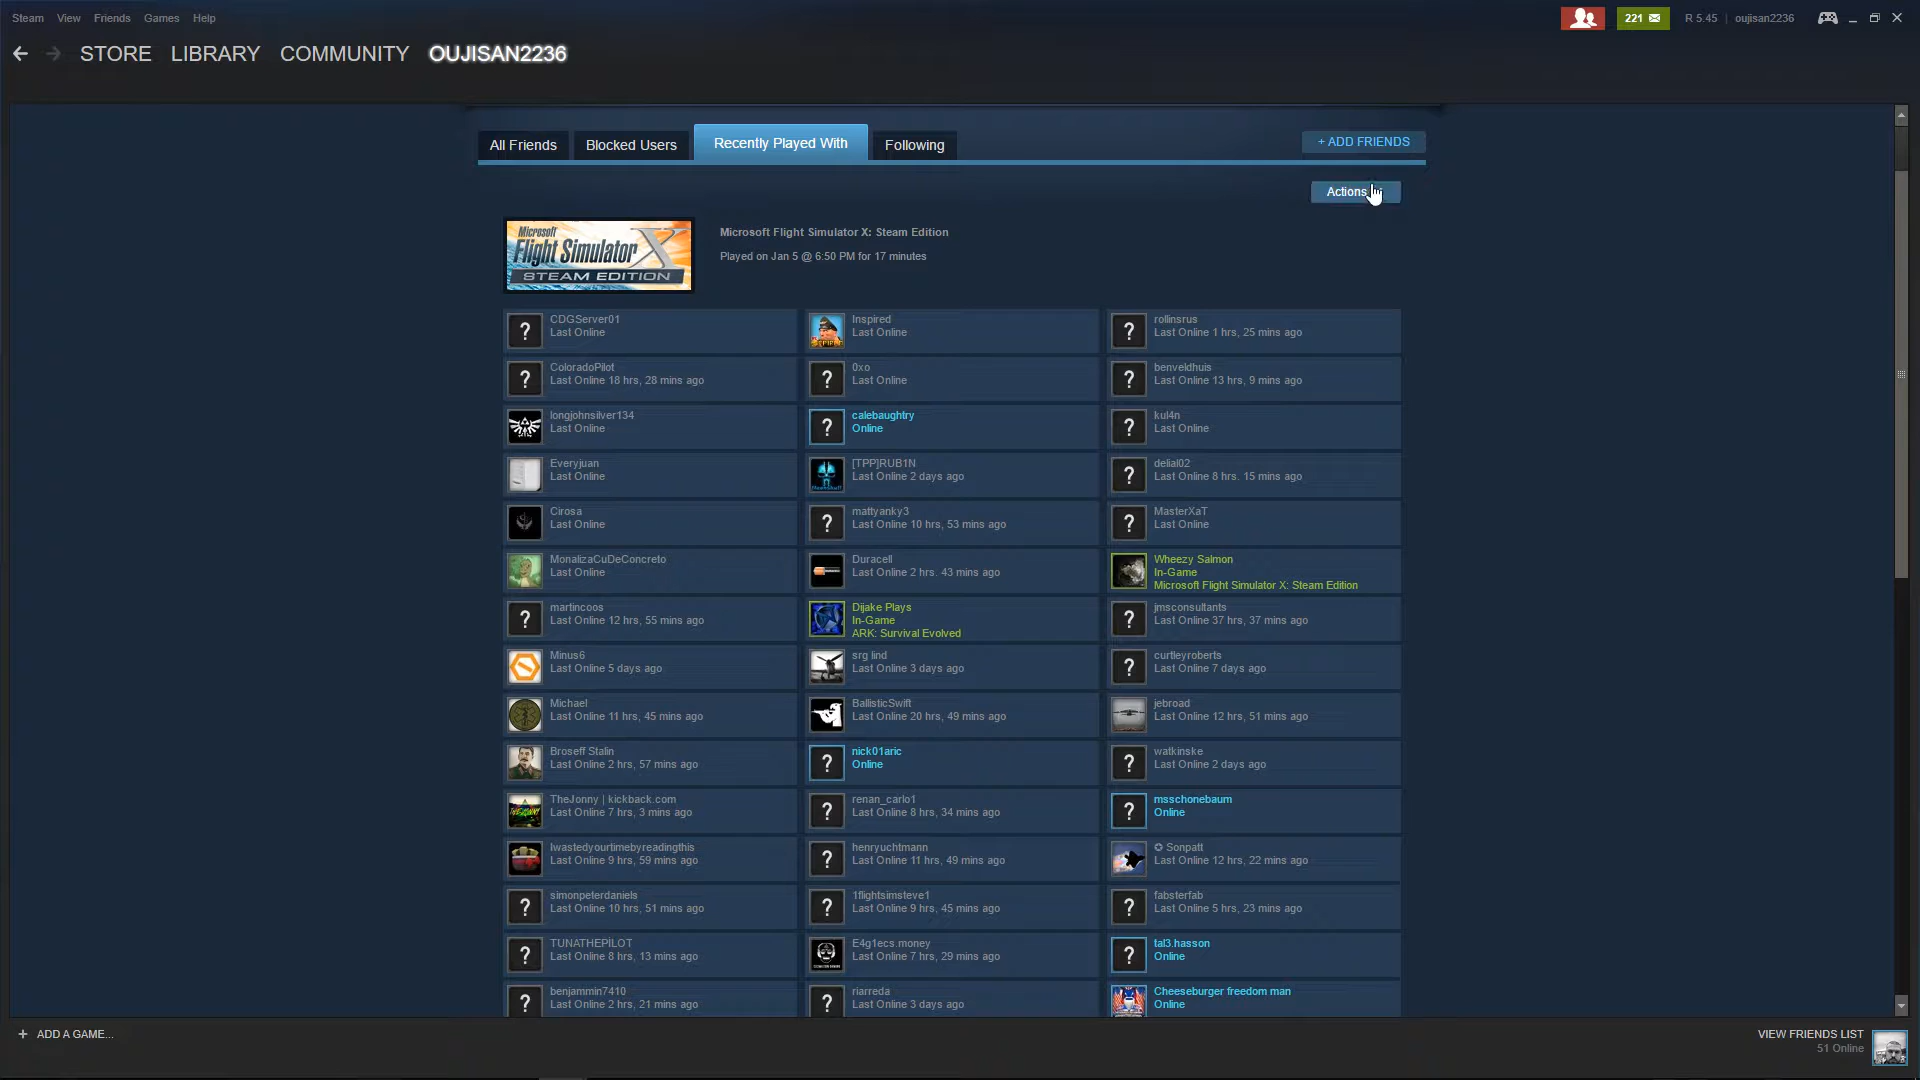 Steam View Friends Games Help
221 R 5.45 oujisan2236
STORE LIBRARY COMMUNITY OUJISAN2236
All Friends Blocked Users Recently Played With Following + ADD FRIENDS
Actions
Microsoft Flight Simulator X STEAM EDITION
Microsoft Flight Simulator X: Steam Edition
Played on Jan 5 @ 6:50 PM for 17 minutes
CDGServer01
Last Online
Inspired
Last Online
rollinsrus
Last Online 1 hrs, 25 mins ago
ColoradoPilot
Last Online 18 hrs, 28 mins ago
0xo
Last Online
benveldhuis
Last Online 13 hrs, 9 mins ago
longjohnsilver134
Last Online
calebaughtry
Online
kul4n
Last Online
Everyjuan
Last Online
[TPP]RUB1N
Last Online 2 days ago
delial02
Last Online 8 hrs. 15 mins ago
Cirosa
Last Online
mattyanky3
Last Online 10 hrs, 53 mins ago
MasterXaT
Last Online
MonalizaCuDeConcreto
Last Online
Duracell
Last Online 2 hrs. 43 mins ago
Wheezy Salmon
In-Game
Microsoft Flight Simulator X: Steam Edition
martincoos
Last Online 12 hrs, 55 mins ago
Dijake Plays
In-Game
ARK: Survival Evolved
jmsconsultants
Last Online 37 hrs, 37 mins ago
Minus6
Last Online 5 days ago
srg lind
Last Online 3 days ago
curtleyroberts
Last Online 7 days ago
Michael
Last Online 11 hrs, 45 mins ago
BallisticSwift
Last Online 20 hrs, 49 mins ago
jebroad
Last Online 12 hrs, 51 mins ago
Broseff Stalin
Last Online 2 hrs, 57 mins ago
nick01aric
Online
watkinske
Last Online 2 days ago
TheJonny | kickback.com
Last Online 7 hrs, 3 mins ago
renan_carlo1
Last Online 8 hrs, 34 mins ago
msschonebaum
Online
Iwastedyourtimebyreadingthis
Last Online 9 hrs, 59 mins ago
henryuchtmann
Last Online 11 hrs, 49 mins ago
✪ Sonpatt
Last Online 12 hrs, 22 mins ago
simonpeterdaniels
Last Online 10 hrs, 51 mins ago
1flightsimsteve1
Last Online 9 hrs, 45 mins ago
fabsterfab
Last Online 5 hrs, 23 mins ago
TUNATHEPILOT
Last Online 8 hrs, 13 mins ago
E4g1ecs.money
Last Online 7 hrs, 29 mins ago
tal3.hasson
Online
benjammin7410
Last Online 2 hrs, 21 mins ago
riarreda
Last Online 3 days ago
Cheeseburger freedom man
Online
+ ADD A GAME... VIEW FRIENDS LIST
51 Online